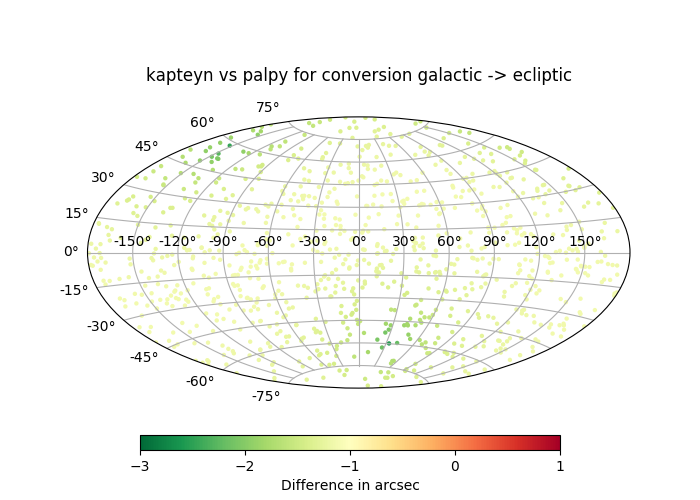 kapteyn vs palpy for conversion galactic -> ecliptic
75°
60°
45°
30°
15°
-150° -120° -90° -60° -30° 0° 30° 60° 90° 120° 150°
0°
-15°
-30°
-45°
-60°
-75°
−3 −2 −1 0 1
Difference in arcsec